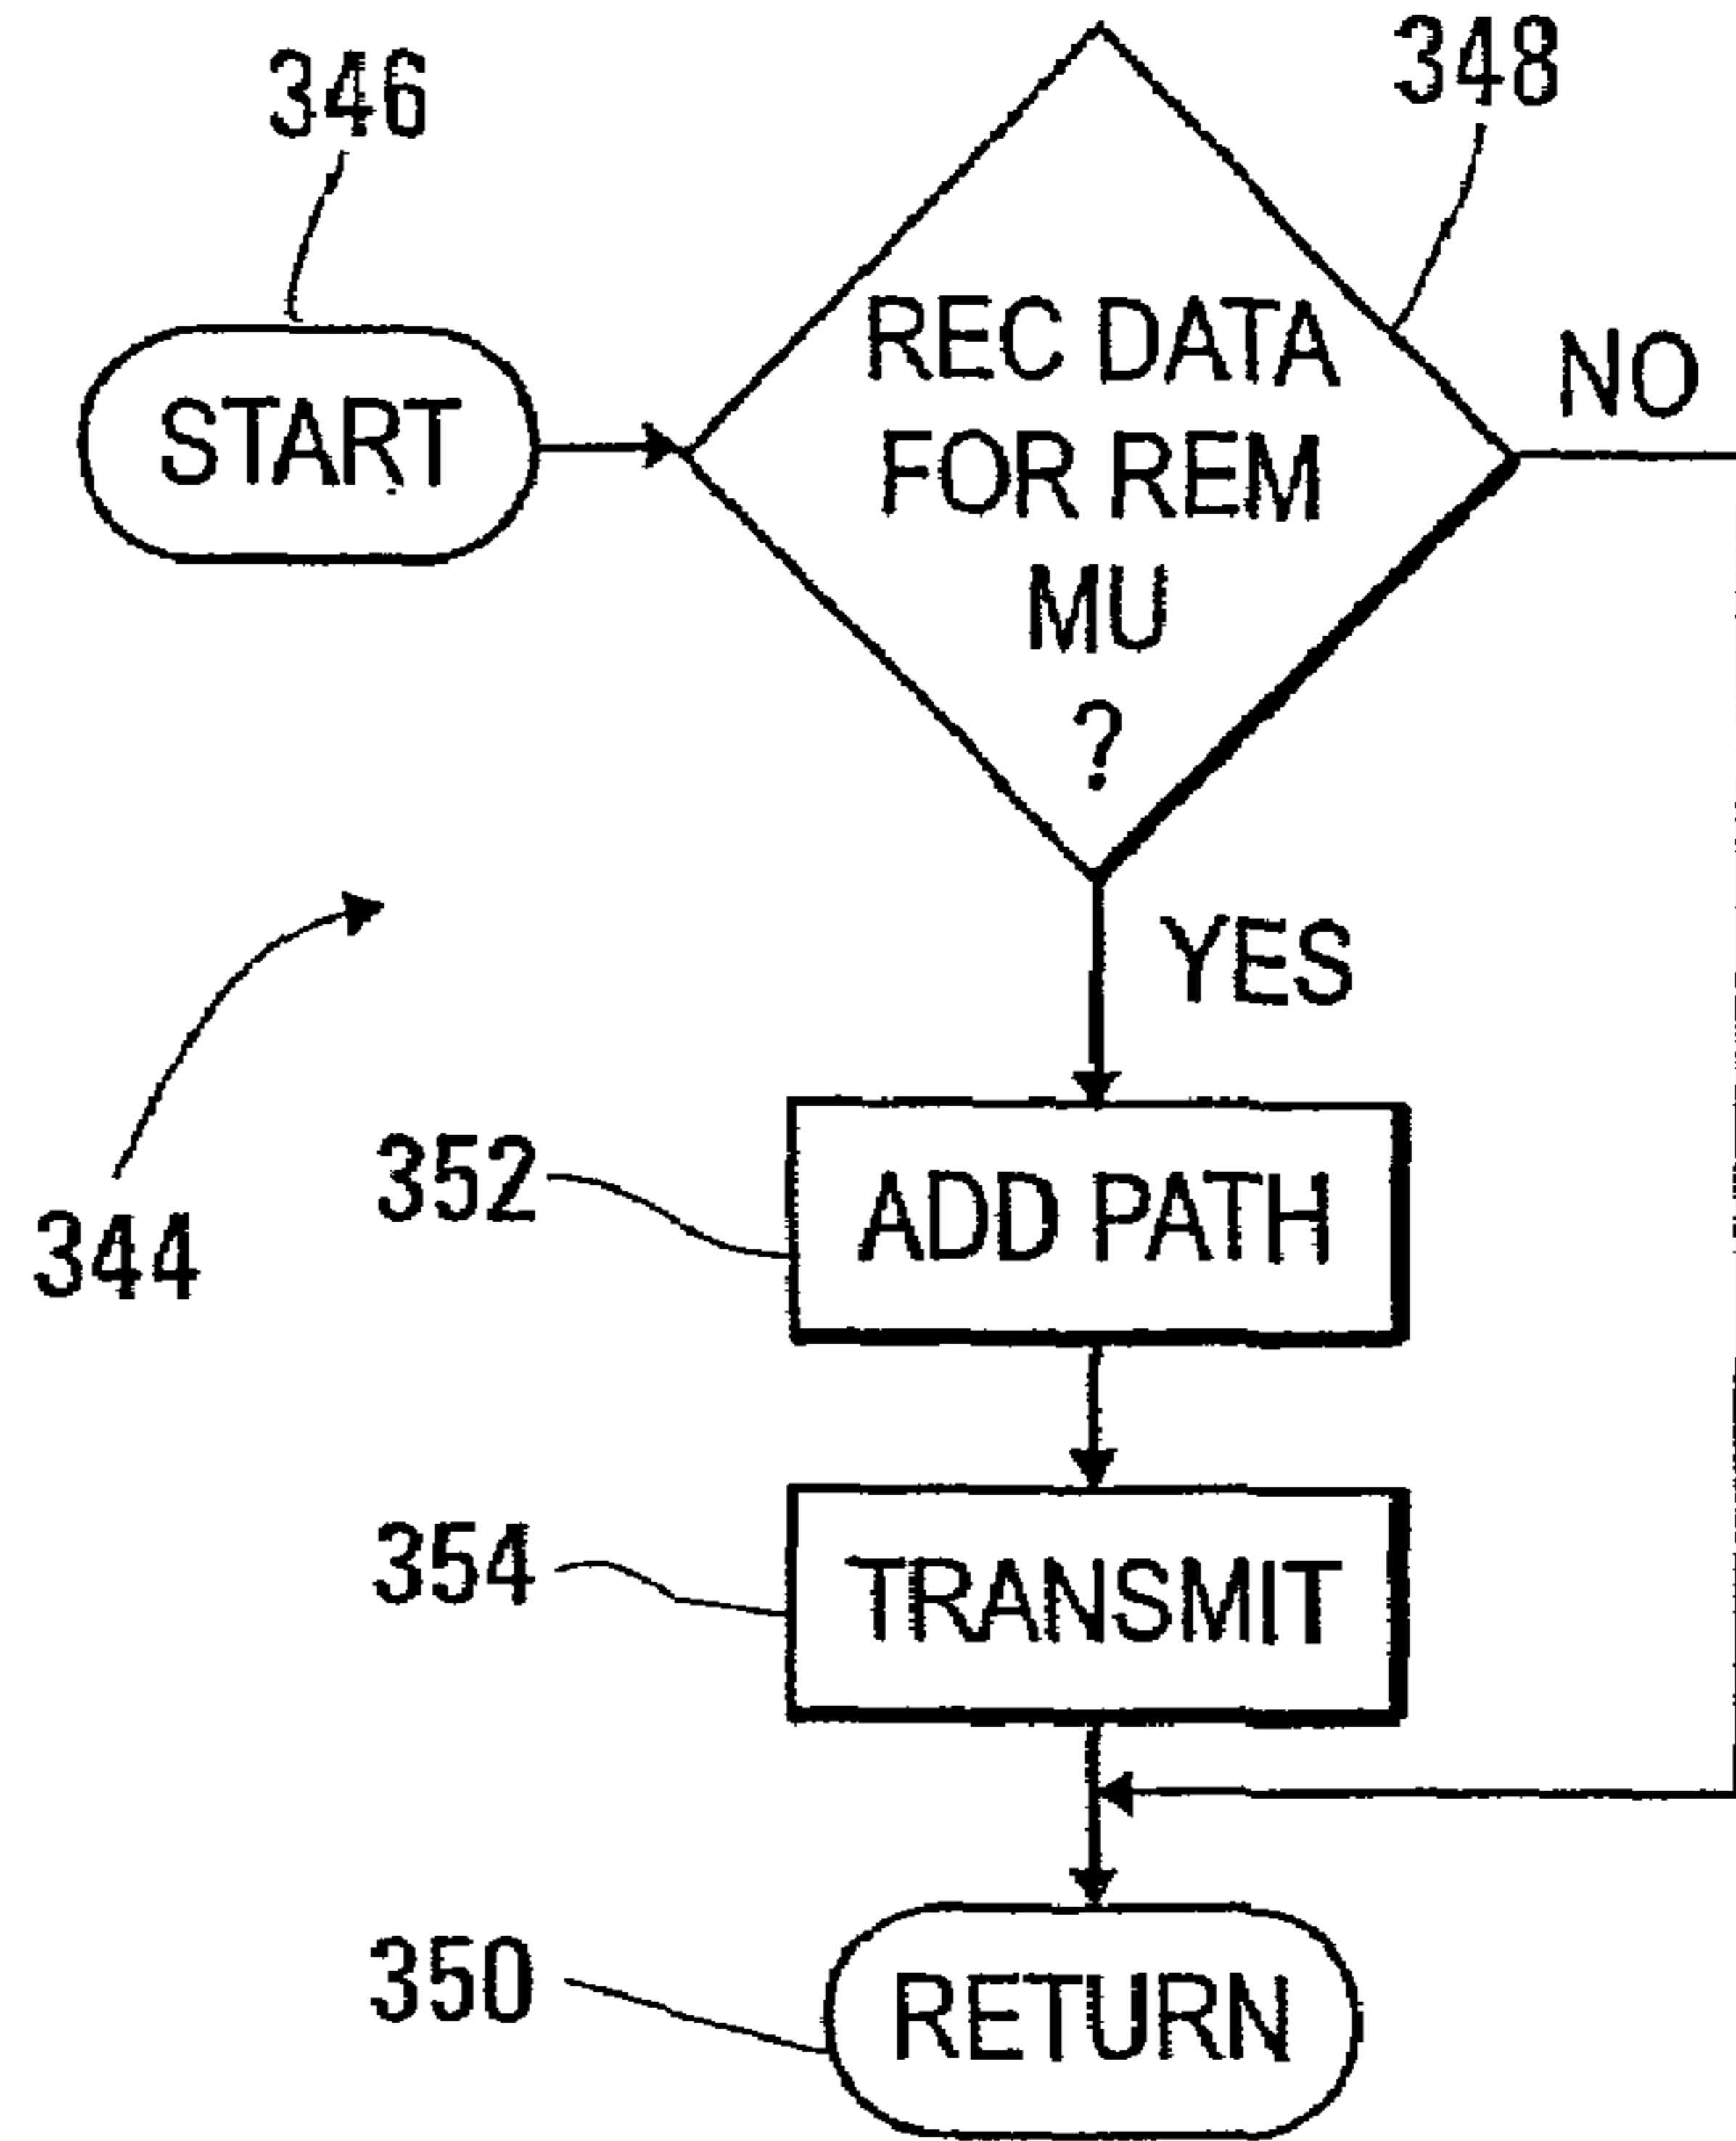 346
348
START
REC DATA
FOR REM
MU
?
NO
YES
344
352
ADD PATH
354
TRANSMIT
350
RETURN